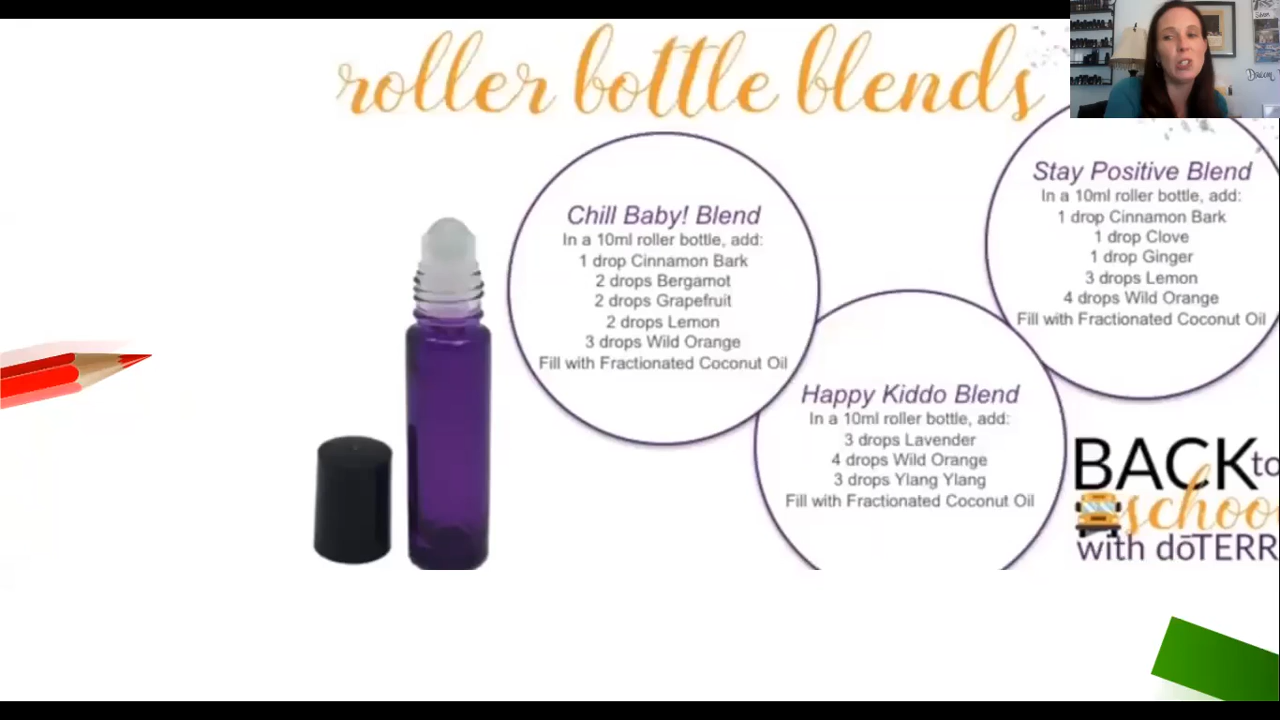 roller bottle blends
Chill Baby! Blend
In a 10ml roller bottle, add:
1 drop Cinnamon Bark
2 drops Bergamot
2 drops Grapefruit
2 drops Lemon
3 drops Wild Orange
Fill with Fractionated Coconut Oil
Stay Positive Blend
In a 10ml roller bottle, add:
1 drop Cinnamon Bark
1 drop Clove
1 drop Ginger
3 drops Lemon
4 drops Wild Orange
Fill with Fractionated Coconut Oil
Happy Kiddo Blend
In a 10ml roller bottle, add:
3 drops Lavender
4 drops Wild Orange
3 drops Ylang Ylang
Fill with Fractionated Coconut Oil
BACK to
schoo
with dōTERR